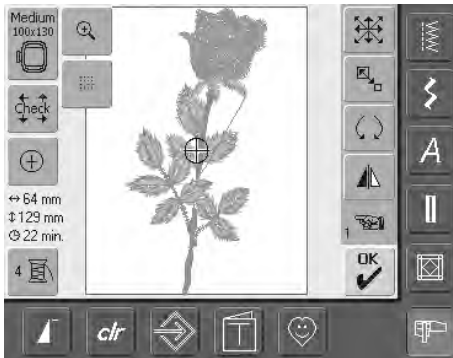 Medium
100x130
Check
↔ 64 mm
↕ 129 mm
22 min.
4
1
OK
A
clr
T